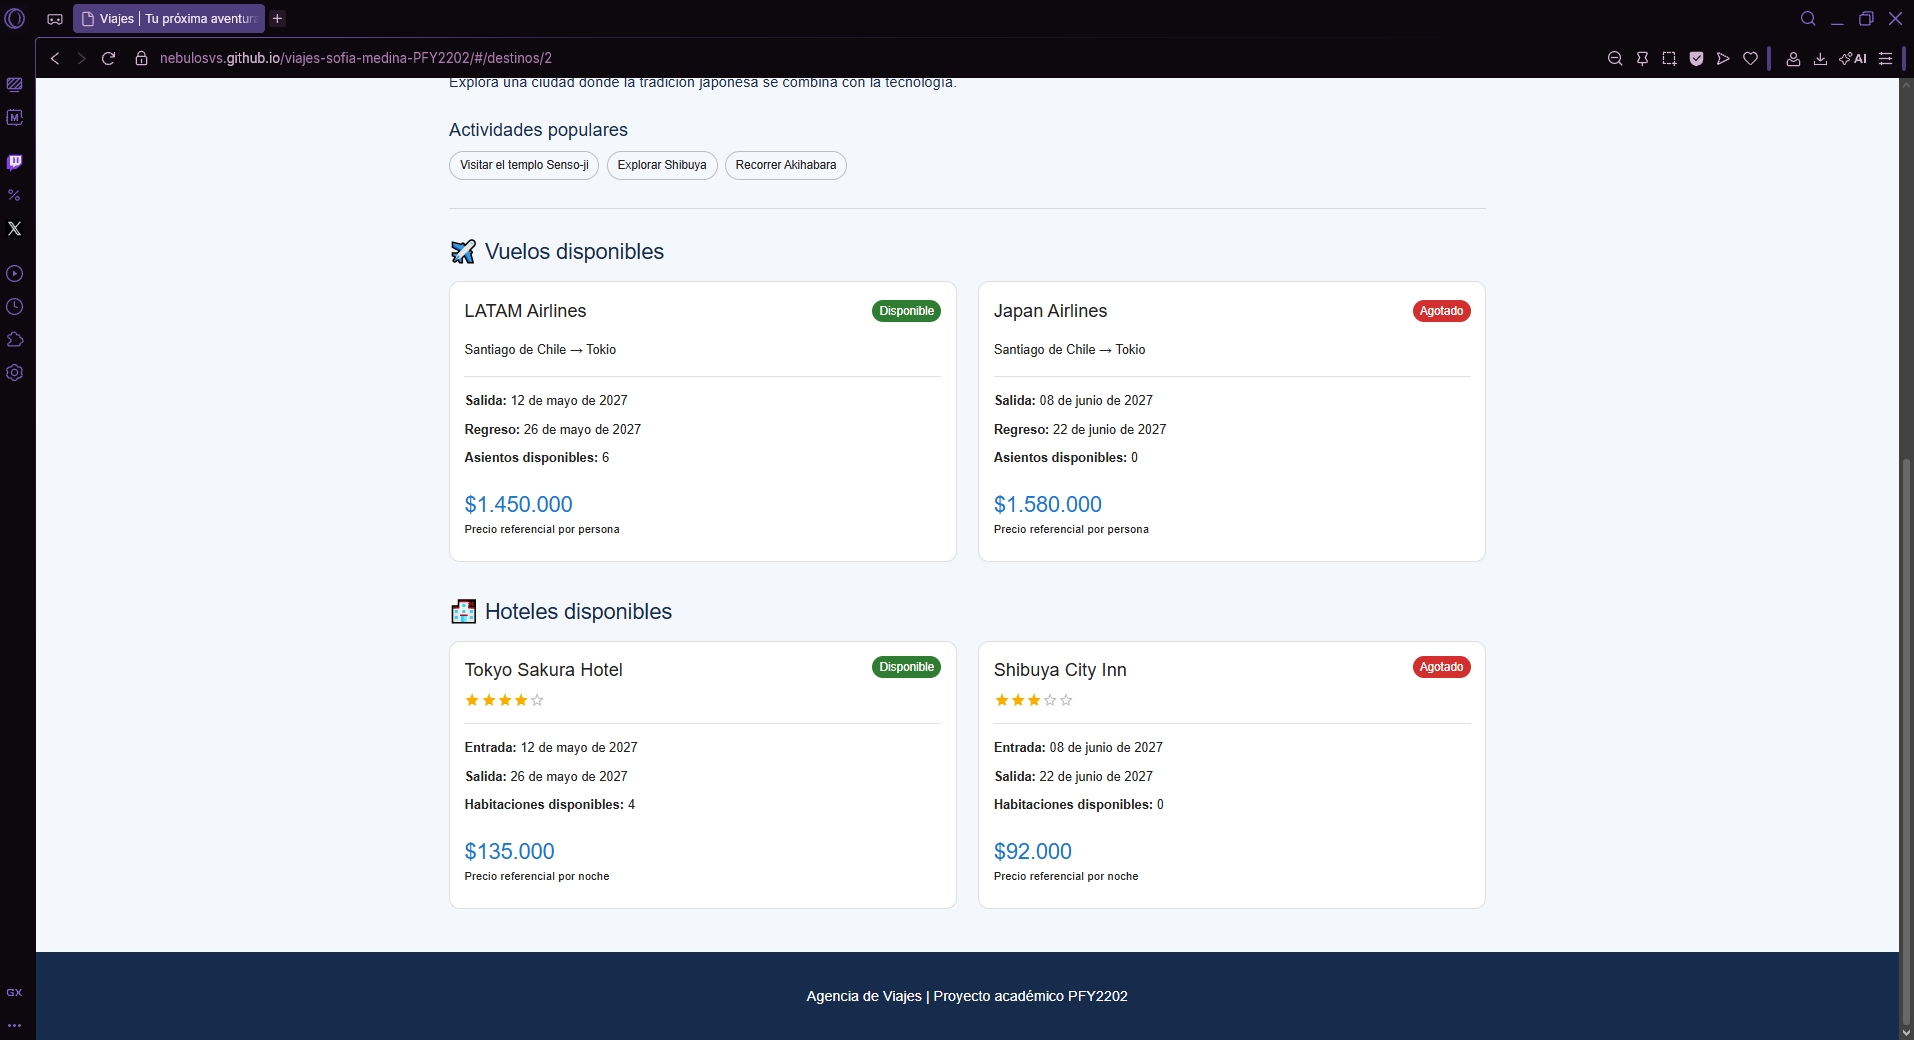 Viajes | Tu próxima aventura
nebulosvs.github.io/viajes-sofia-medina-PFY2202/#/destinos/2
AI
M
Explora una ciudad donde la tradición japonesa se combina con la tecnología.
Actividades populares
Visitar el templo Senso-ji
Explorar Shibuya
Recorrer Akihabara
Vuelos disponibles
LATAM Airlines
Disponible
Santiago de Chile → Tokio
Salida: 12 de mayo de 2027
Regreso: 26 de mayo de 2027
Asientos disponibles: 6
$1.450.000
Precio referencial por persona
Japan Airlines
Agotado
Santiago de Chile → Tokio
Salida: 08 de junio de 2027
Regreso: 22 de junio de 2027
Asientos disponibles: 0
$1.580.000
Precio referencial por persona
Hoteles disponibles
Tokyo Sakura Hotel
Disponible
Entrada: 12 de mayo de 2027
Salida: 26 de mayo de 2027
Habitaciones disponibles: 4
$135.000
Precio referencial por noche
Shibuya City Inn
Agotado
Entrada: 08 de junio de 2027
Salida: 22 de junio de 2027
Habitaciones disponibles: 0
$92.000
Precio referencial por noche
GX
Agencia de Viajes | Proyecto académico PFY2202